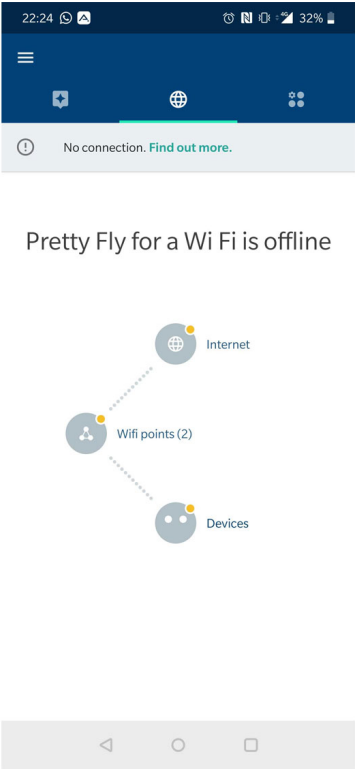 22:24 32%
No connection. Find out more.
Pretty Fly for a Wi Fi is offline
Internet
Wifi points (2)
Devices